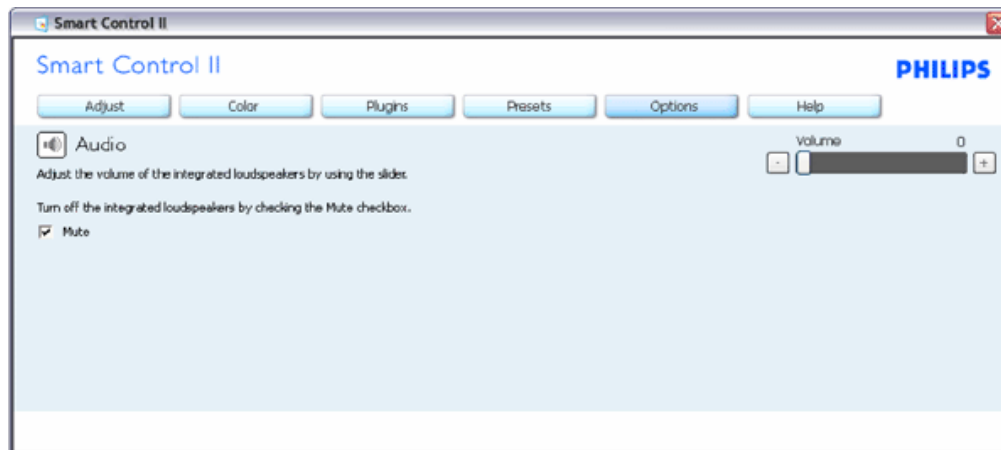 Smart Control II
Smart Control II
PHILIPS
Adjust Color Plugins Presets Options Help
Audio
Volume 0
- +
Adjust the volume of the integrated loudspeakers by using the slider.
Turn off the integrated loudspeakers by checking the Mute checkbox.
Mute